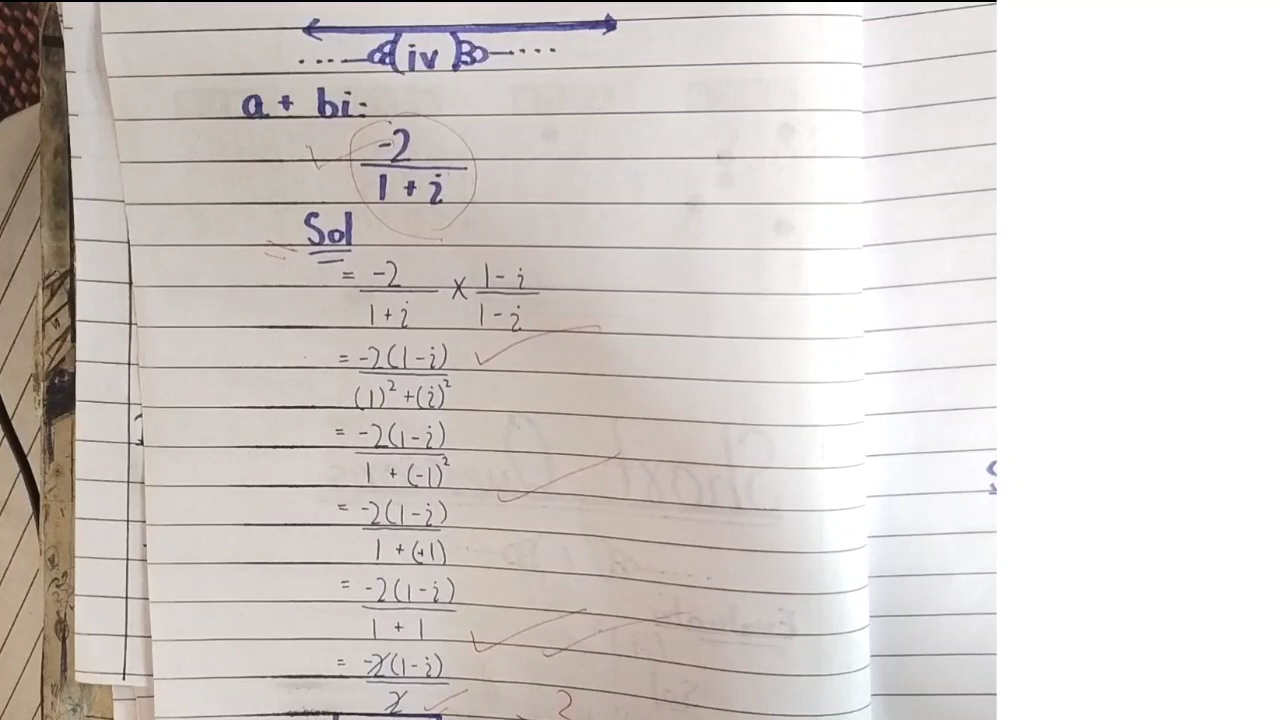 (iv)
a + bi:
-2
1 + i
Sol
= -2/1 + i × 1 - i/1 - i
= -2(1 - i)
(1)² + (i)²
= -2(1 - i)
1 + (-1)²
= -2(1 - i)
1 + (+1)
= -2(1 - i)
1 + 1
= -2(1 - i)
2